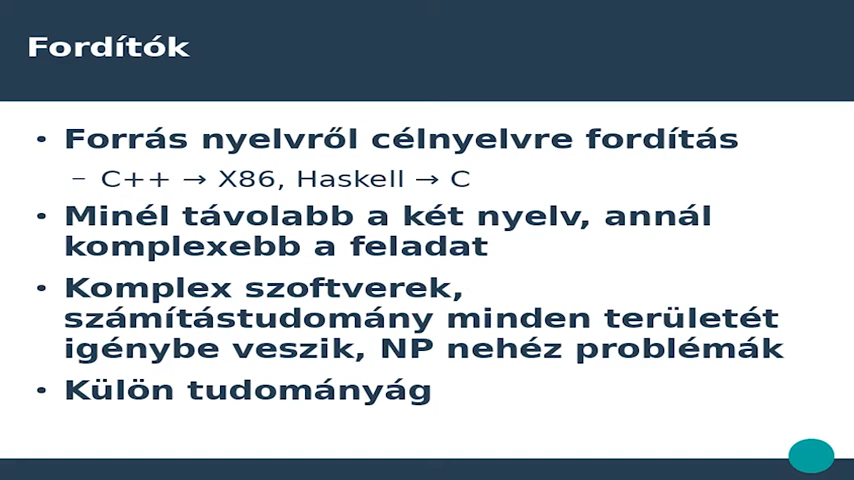 Fordítók
• Forrás nyelvről célnyelvre fordítás
– C++ → X86, Haskell → C
• Minél távolabb a két nyelv, annál
komplexebb a feladat
• Komplex szoftverek,
számítástudomány minden területét
igénybe veszik, NP nehéz problémák
• Külön tudományág